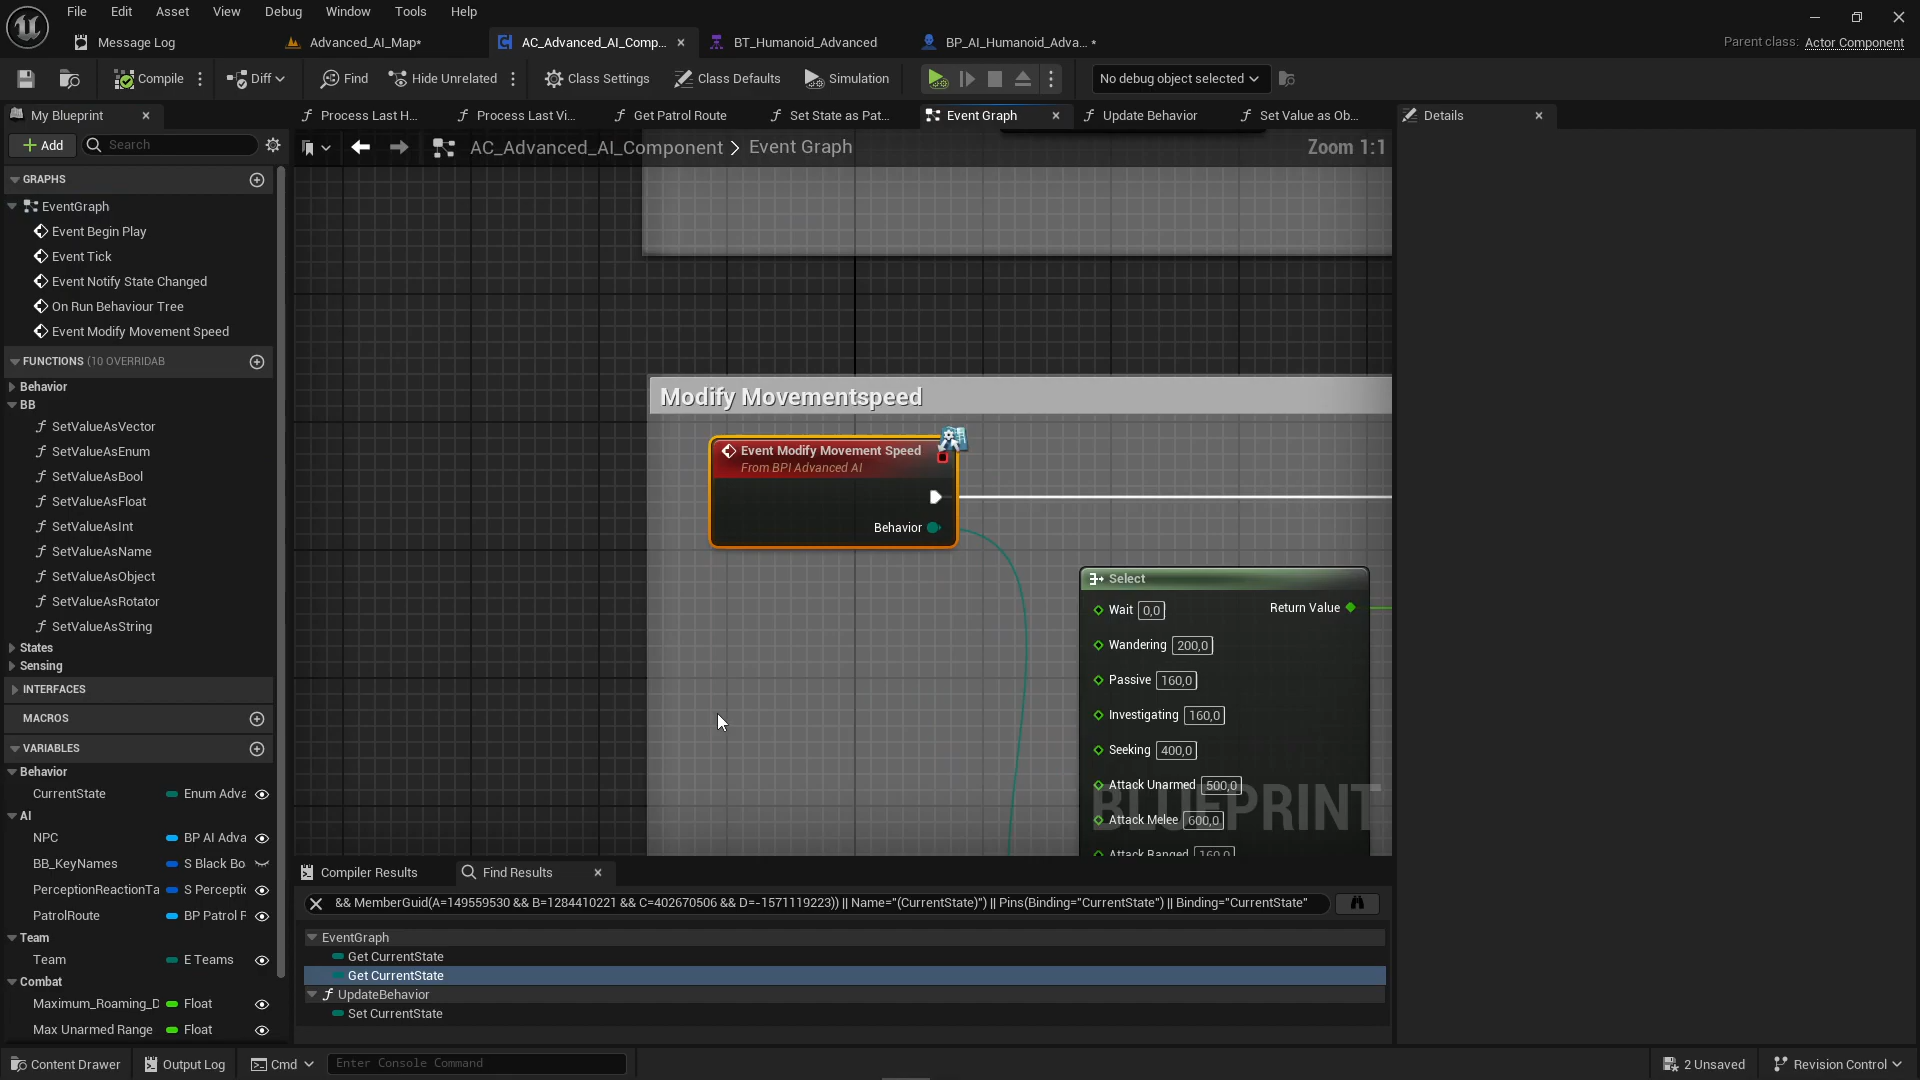 File Edit Asset View Debug Window Tools Help
Message Log Advanced_AI_Map* AC_Advanced_AI_Comp... BT_Humanoid_Advanced BP_AI_Humanoid_Adva... * Parent class: Actor Component
Compile Diff Find Hide Unrelated Class Settings Class Defaults Simulation No debug object selected
My Blueprint Process Last H... Process Last Vi... Get Patrol Route Set State as Pat... Event Graph Update Behavior Set Value as Ob... Details
Add Search AC_Advanced_AI_Component > Event Graph Zoom 1:1
GRAPHS
EventGraph
Event Begin Play
Event Tick
Event Notify State Changed
On Run Behaviour Tree
Event Modify Movement Speed
FUNCTIONS (10 OVERRIDAB
Behavior
BB
SetValueAsVector
SetValueAsEnum
SetValueAsBool
SetValueAsFloat
SetValueAsInt
SetValueAsName
SetValueAsObject
SetValueAsRotator
SetValueAsString
States
Sensing
INTERFACES
MACROS
VARIABLES
Behavior
CurrentState Enum Adva
AI
NPC BP AI Adva
BB_KeyNames S Black Bo
PerceptionReactionTa S Perceptic
PatrolRoute BP Patrol F
Team
Team E Teams
Combat
Maximum_Roaming_D Float
Max Unarmed Range Float
Modify Movementspeed
Event Modify Movement Speed
From BPI Advanced AI
Behavior
Select
Wait 0,0 Return Value
Wandering 200,0
Passive 160,0
Investigating 160,0
Seeking 400,0
Attack Unarmed 500,0
Attack Melee 600,0
Attack Ranged 160,0
BLUEPRINT
Compiler Results Find Results
&& MemberGuid(A=149559530 && B=1284410221 && C=402670506 && D=-1571119223)) || Name="(CurrentState)") || Pins(Binding="CurrentState") || Binding="CurrentState"
EventGraph
Get CurrentState
Get CurrentState
UpdateBehavior
Set CurrentState
Content Drawer Output Log Cmd Enter Console Command 2 Unsaved Revision Control